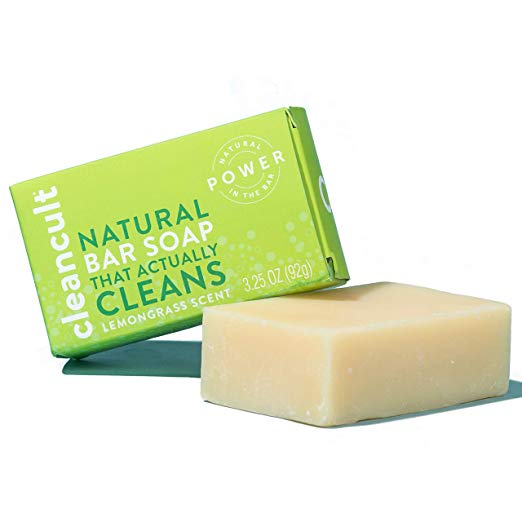 cleancult
NATURAL
BAR SOAP
THAT ACTUALLY
CLEANS
LEMONGRASS SCENT
NATURAL
POWER
IN THE BAR
3.25 OZ (92g)